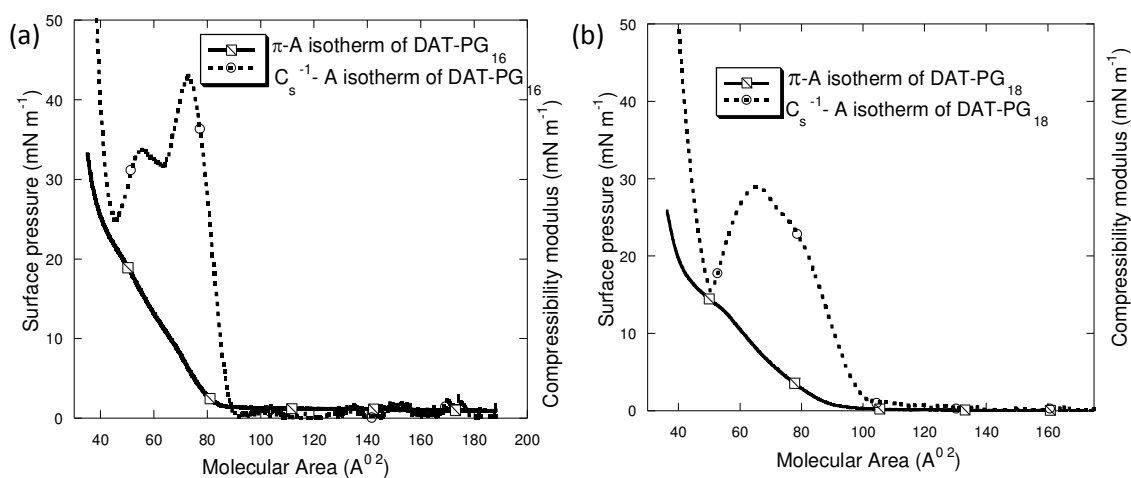 (a)
50
40
30
20
10
0
Surface pressure (mN m⁻¹)
π-A isotherm of DAT-PG₁₆
Cₛ⁻¹- A isotherm of DAT-PG₁₆
40 60 80 100 120 140 160 180 200
Molecular Area (A⁰ ²)
Compressibility modulus (mN m⁻¹)
(b)
50
40
30
20
10
0
Surface pressure (mN m⁻¹)
π-A isotherm of DAT-PG₁₈
Cₛ⁻¹- A isotherm of DAT-PG₁₈
40 60 80 100 120 140 160
Molecular Area (A⁰ ²)
Compressibility modulus (mN m⁻¹)